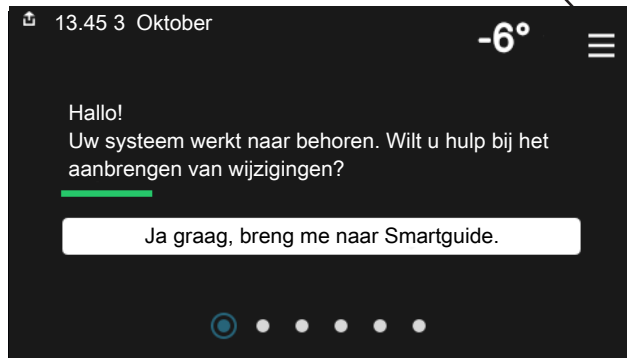 13.45 3 Oktober
-6°
Hallo!
Uw systeem werkt naar behoren. Wilt u hulp bij het
aanbrengen van wijzigingen?
Ja graag, breng me naar Smartguide.